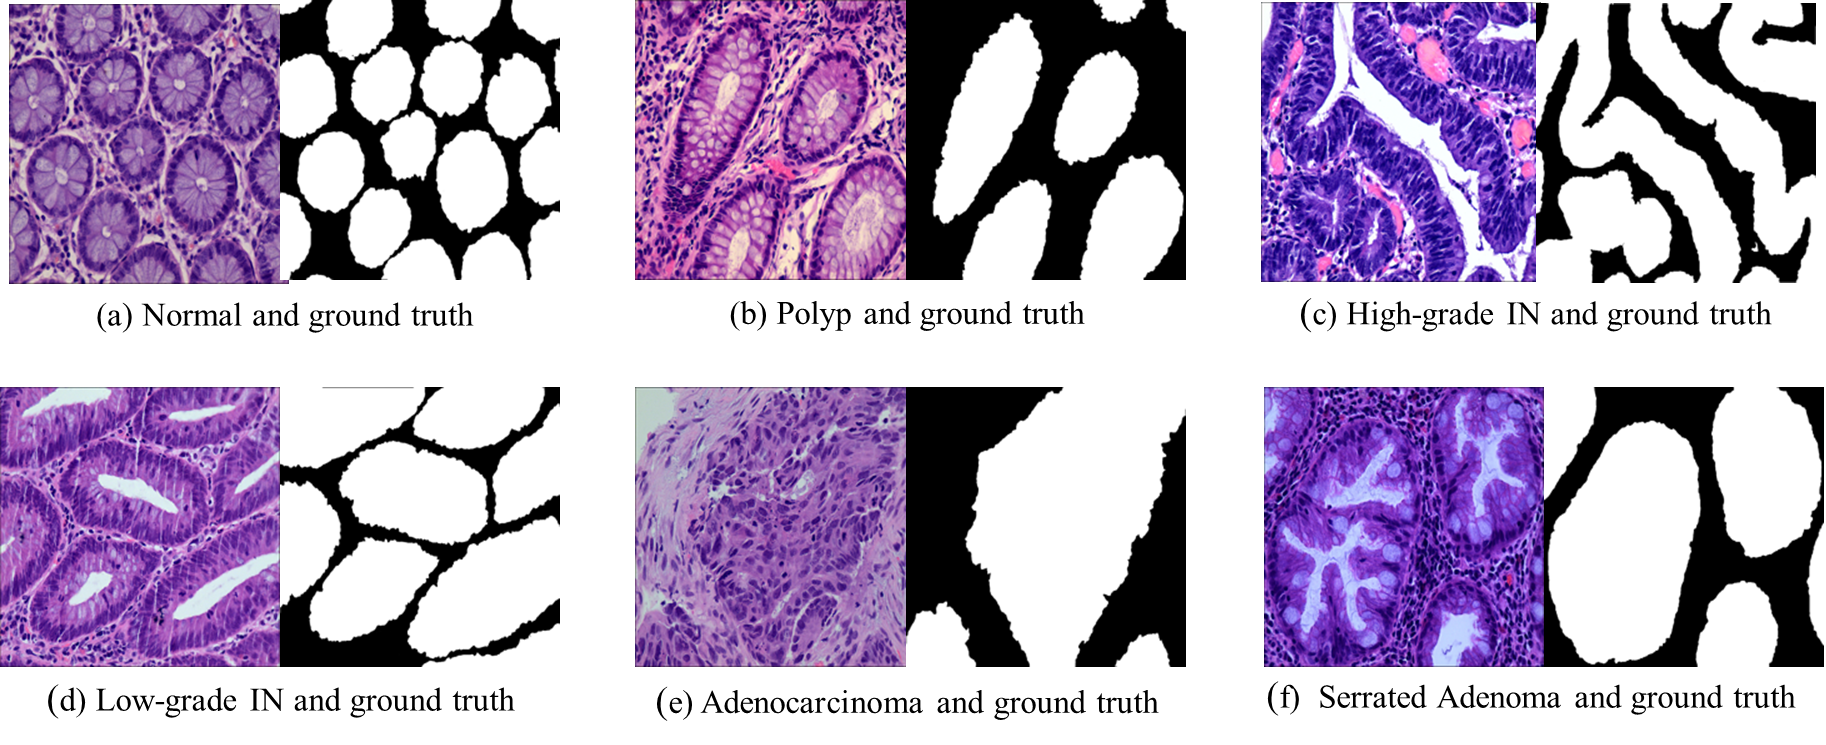 (a) Normal and ground truth
(b) Polyp and ground truth
(c) High-grade IN and ground truth
(d) Low-grade IN and ground truth
(e) Adenocarcinoma and ground truth
(f) Serrated Adenoma and ground truth